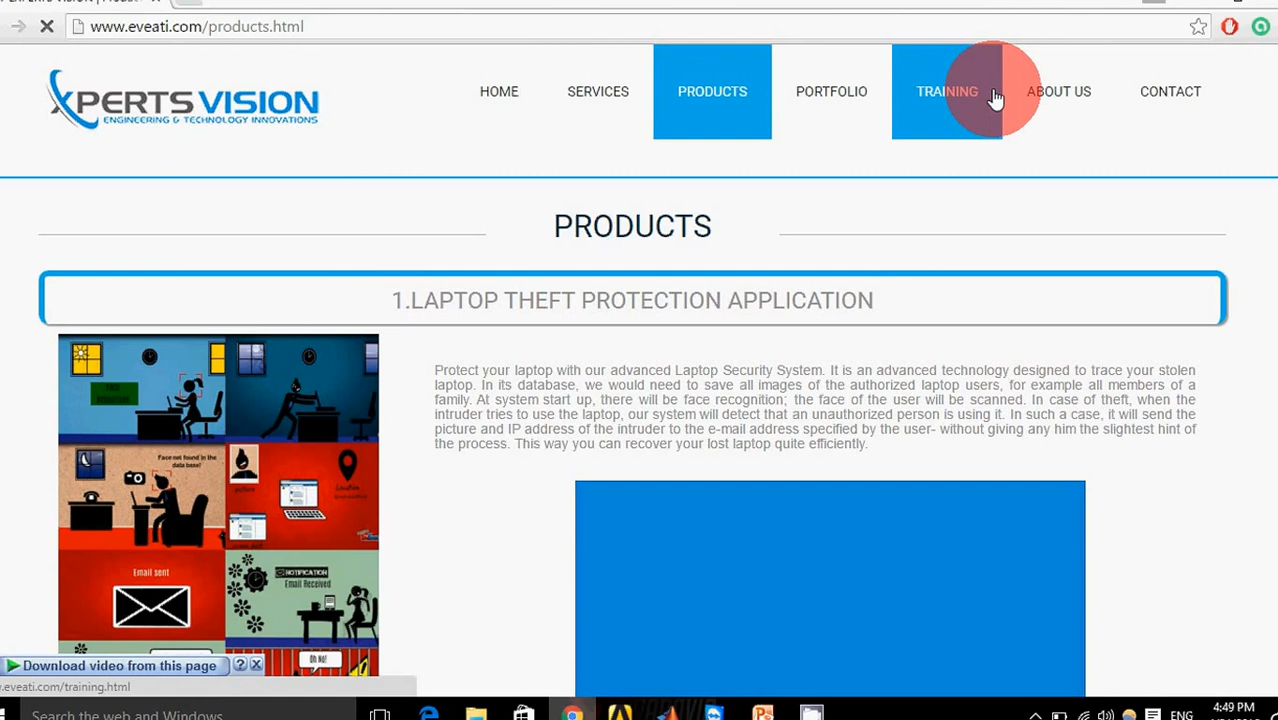 www.eveati.com/products.html
XPERTS VISION
ENGINEERING & TECHNOLOGY INNOVATIONS
HOME
SERVICES
PRODUCTS
PORTFOLIO
TRAINING
ABOUT US
CONTACT
PRODUCTS
1.LAPTOP THEFT PROTECTION APPLICATION
Protect your laptop with our advanced Laptop Security System. It is an advanced technology designed to trace your stolen
laptop. In its database, we would need to save all images of the authorized laptop users, for example all members of a
family. At system start up, there will be face recognition; the face of the user will be scanned. In case of theft, when the
intruder tries to use the laptop, our system will detect that an unauthorized person is using it. In such a case, it will send the
picture and IP address of the intruder to the e-mail address specified by the user- without giving any him the slightest hint of
the process. This way you can recover your lost laptop quite efficiently.
Face not found in the
data base!
Location
Email sent
NOTIFICATION
Email Received
Oh No!
Download video from this page
?
.eveati.com/training.html
Search the web and Windows
ENG
4:49 PM